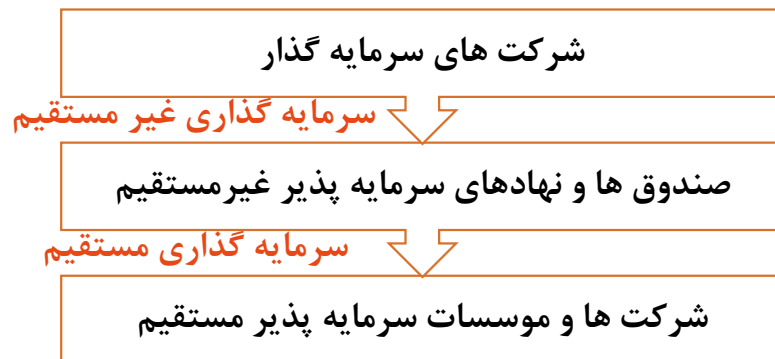 شرکت های سرمایه گذار
سرمایه گذاری غیر مستقیم
صندوق ها و نهادهای سرمایه پذیر غیرمستقیم
سرمایه گذاری مستقیم
شرکت ها و موسسات سرمایه پذیر مستقیم